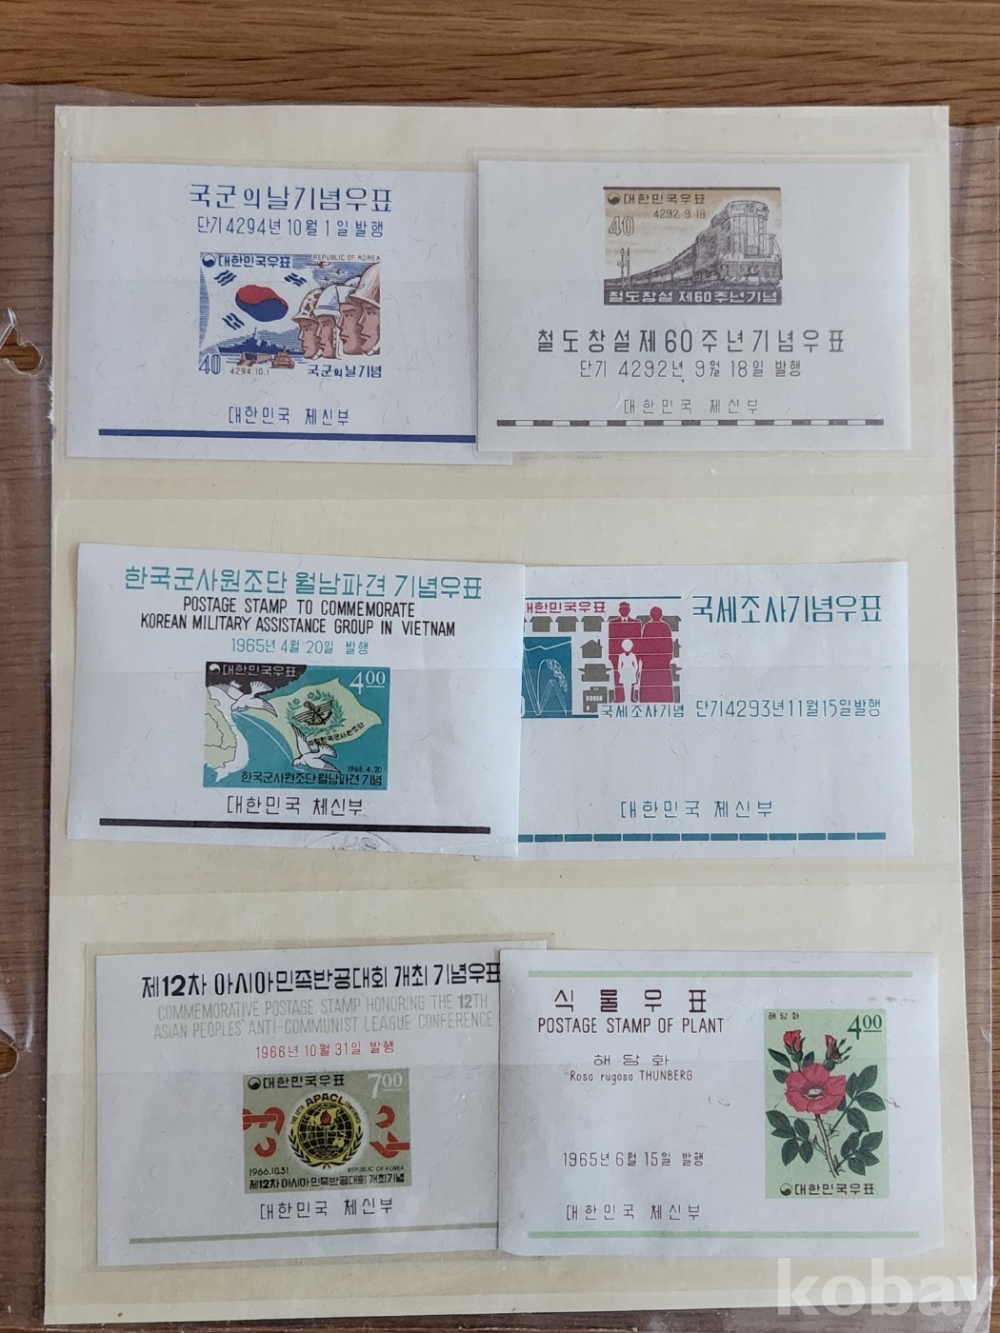 국군의날기념우표
단기4294년10월1일발행
대한민국우표
REPUBLIC OF KOREA
40
4294.10.1
국군의날기념
대한민국 체신부
대한민국우표
4292. 9. 18
40
철도창설 제60주년기념
철도창설제60주년기념우표
단기 4292년, 9월 18일 발행
대한민국 체신부
한국군사원조단 월남파견 기념우표
POSTAGE STAMP TO COMMEMORATE
KOREAN MILITARY ASSISTANCE GROUP IN VIETNAM
1965년 4월 20일 발행
대한민국우표
4.00
1965.4.20
한국군사원조단월남파견기념
대한민국 체신부
대한민국우표
국세조사기념우표
국세조사기념
단기4293년11월15일발행
대한민국 체신부
제12차 아시아민족반공대회 개최 기념우표
COMMEMORATIVE POSTAGE STAMP HONORING THE 12TH
ASIAN PEOPLES' ANTI-COMMUNIST LEAGUE CONFERENCE
1966년 10월 31일 발행
대한민국우표
7.00
APACL
1966.10.31
REPUBLIC OF KOREA
제12차아시아민족반공대회개최기념
대한민국 체신부
식물우표
POSTAGE STAMP OF PLANT
해당화
Rosa rugosa THUNBERG
1965년 6월 15일 발행
대한민국 체신부
해당화
4.00
대한민국우표
kobay